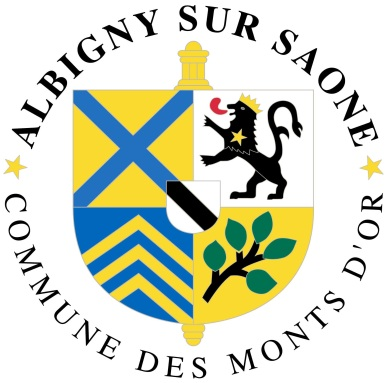 ALBIGNY SUR SAONE
COMMUNE DES MONTS D'OR